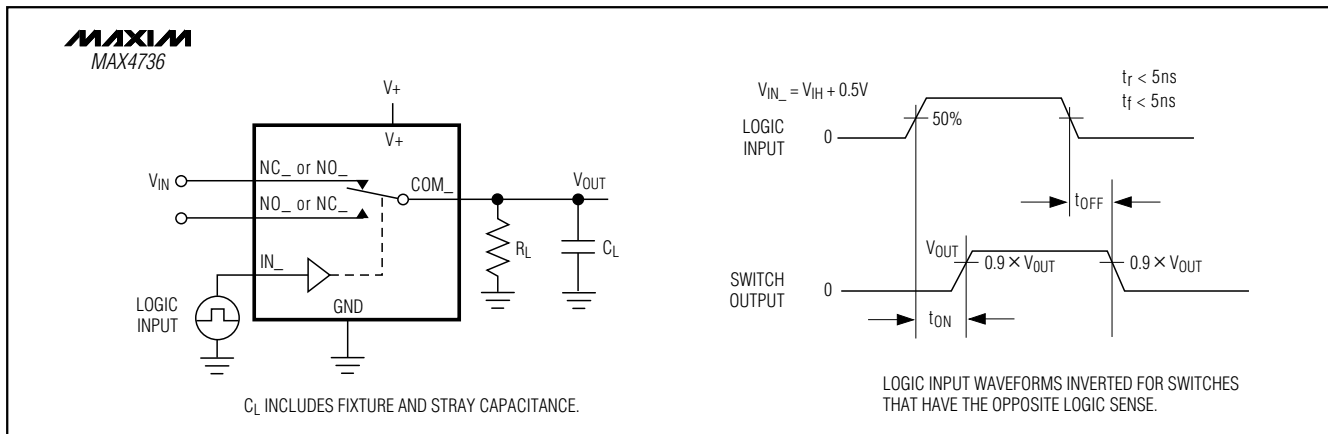 MAXIM
MAX4736
V+
V+
NC_ or NO_
VIN
COM_
VOUT
NO_ or NC_
RL
CL
IN_
LOGIC
INPUT
GND
CL INCLUDES FIXTURE AND STRAY CAPACITANCE.
tr < 5ns
tf < 5ns
VIN_ = VIH + 0.5V
LOGIC
INPUT
0
50%
tOFF
VOUT
0.9 × VOUT
0.9 × VOUT
SWITCH
OUTPUT
0
tON
LOGIC INPUT WAVEFORMS INVERTED FOR SWITCHES
THAT HAVE THE OPPOSITE LOGIC SENSE.